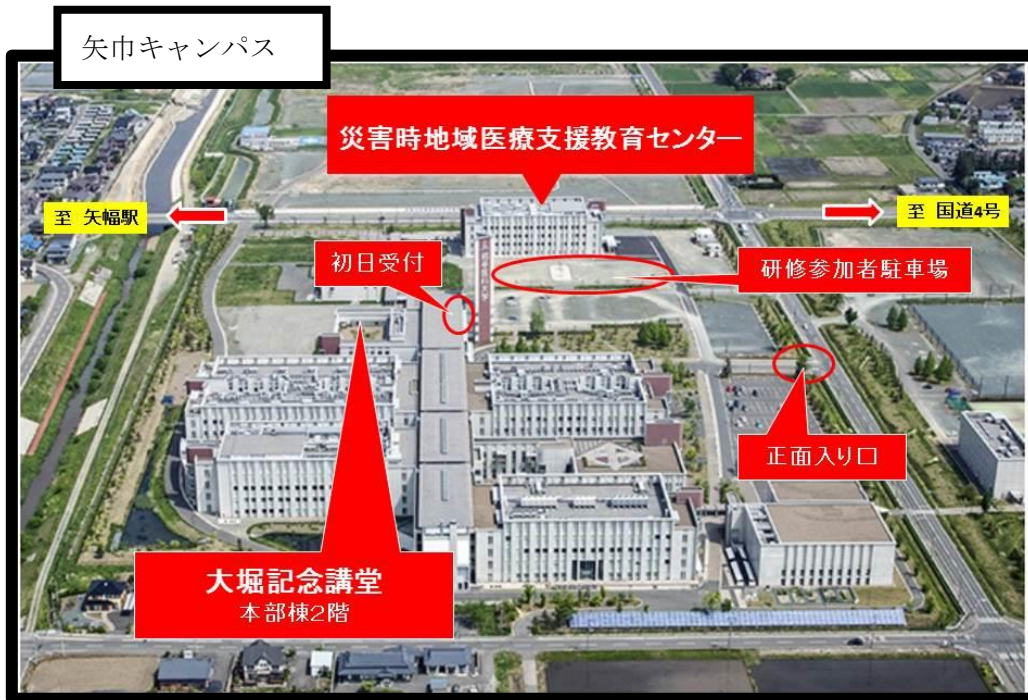 矢巾キャンパス
災害時地域医療支援教育センター
至 矢幅駅
至 国道4号
初日受付
研修参加者駐車場
正面入り口
大堀記念講堂
本部棟2階